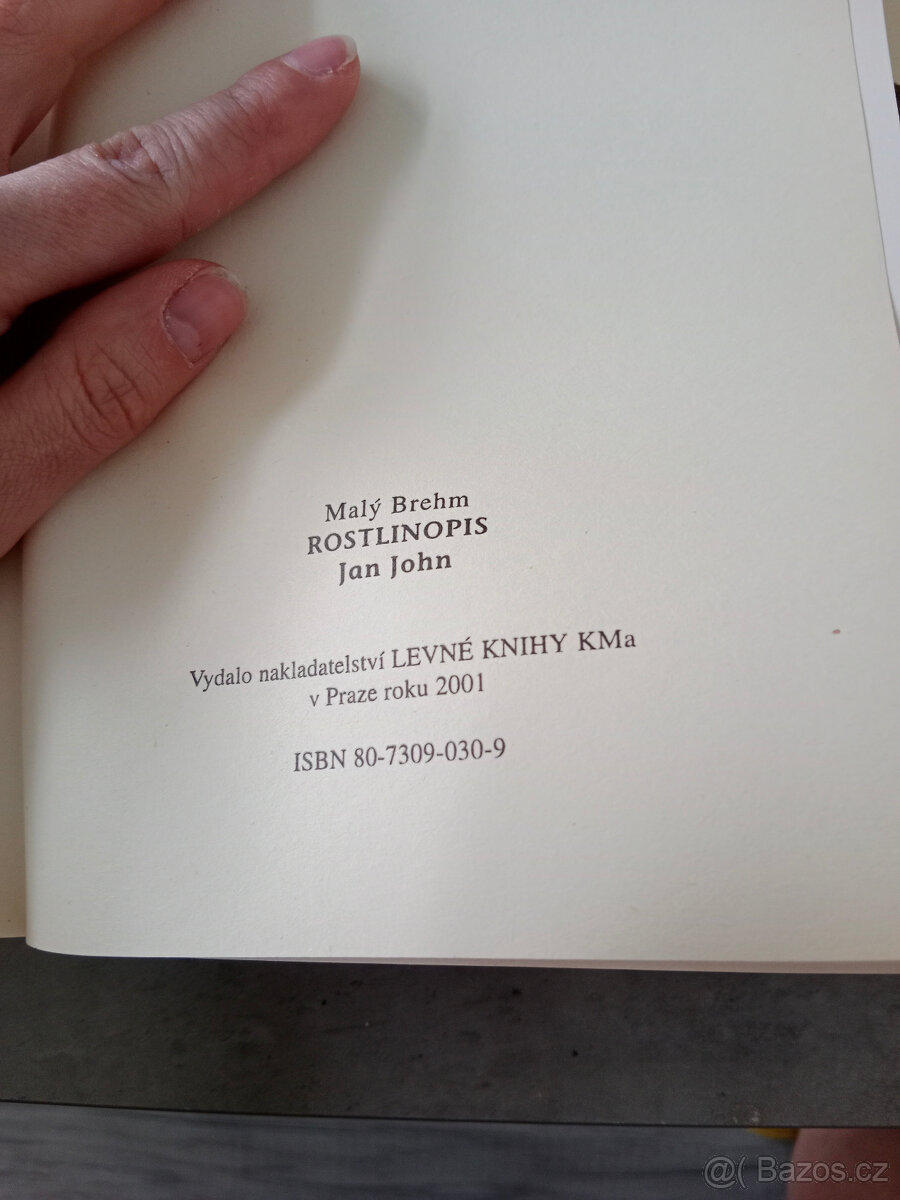 Malý Brehm
ROSTLINOPIS
Jan John
Vydalo nakladatelství LEVNÉ KNIHY KMa
v Praze roku 2001
ISBN 80-7309-030-9
@( Bazos.cz